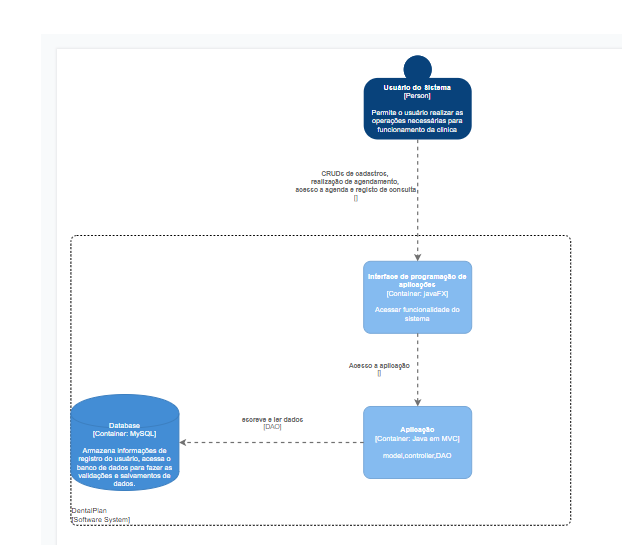 Usuário do Sistema
[Person]
Permite o usuário realizar as
operações necessárias para
funcionamento da clinica
CRUDs de cadastros,
realização de agendamento,
acesso a agenda e registo de consulta
[]
Interface de programação de
aplicações
[Container: javaFX]
Acesser funcionalidade do
sistema
Acesso a aplicação
[]
Aplicação
[Container: Java em MVC]
model,controller,DAO
escreve e ler dados
[DAO]
Database
[Container: MySQL]
Armazena informações de
registro do usuário, acessa o
banco de dados para fazer as
validações e salvamentos de
dados.
DentalPlan
[Software System]